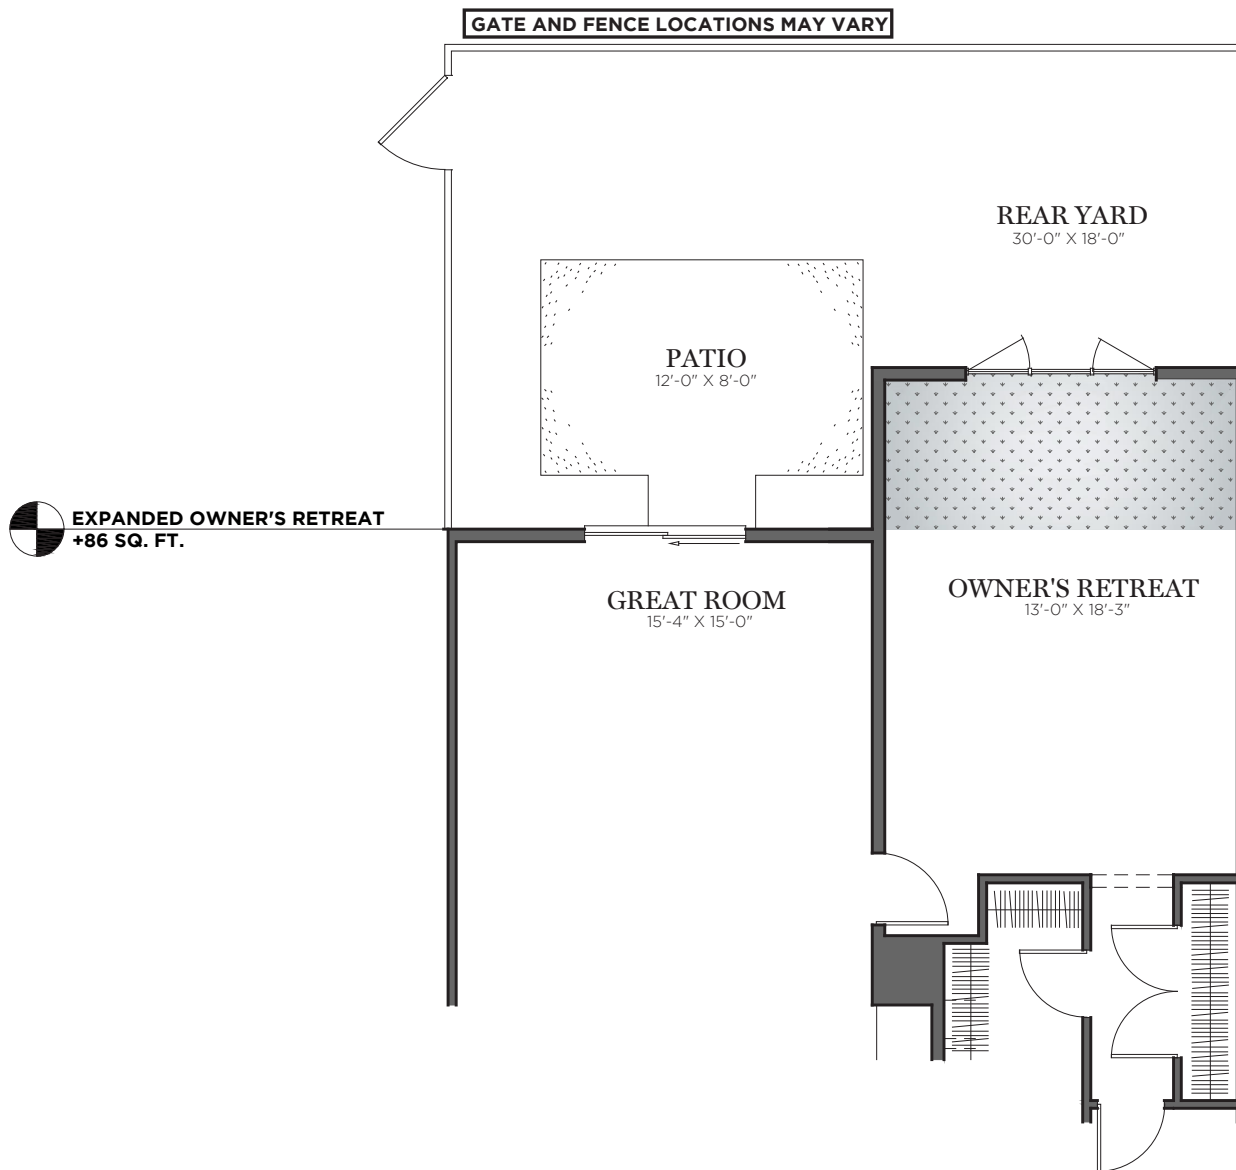 GATE AND FENCE LOCATIONS MAY VARY
REAR YARD
30'-0" X 18'-0"
PATIO
12'-0" X 8'-0"
EXPANDED OWNER'S RETREAT
+86 SQ. FT.
GREAT ROOM
15'-4" X 15'-0"
OWNER'S RETREAT
13'-0" X 18'-3"